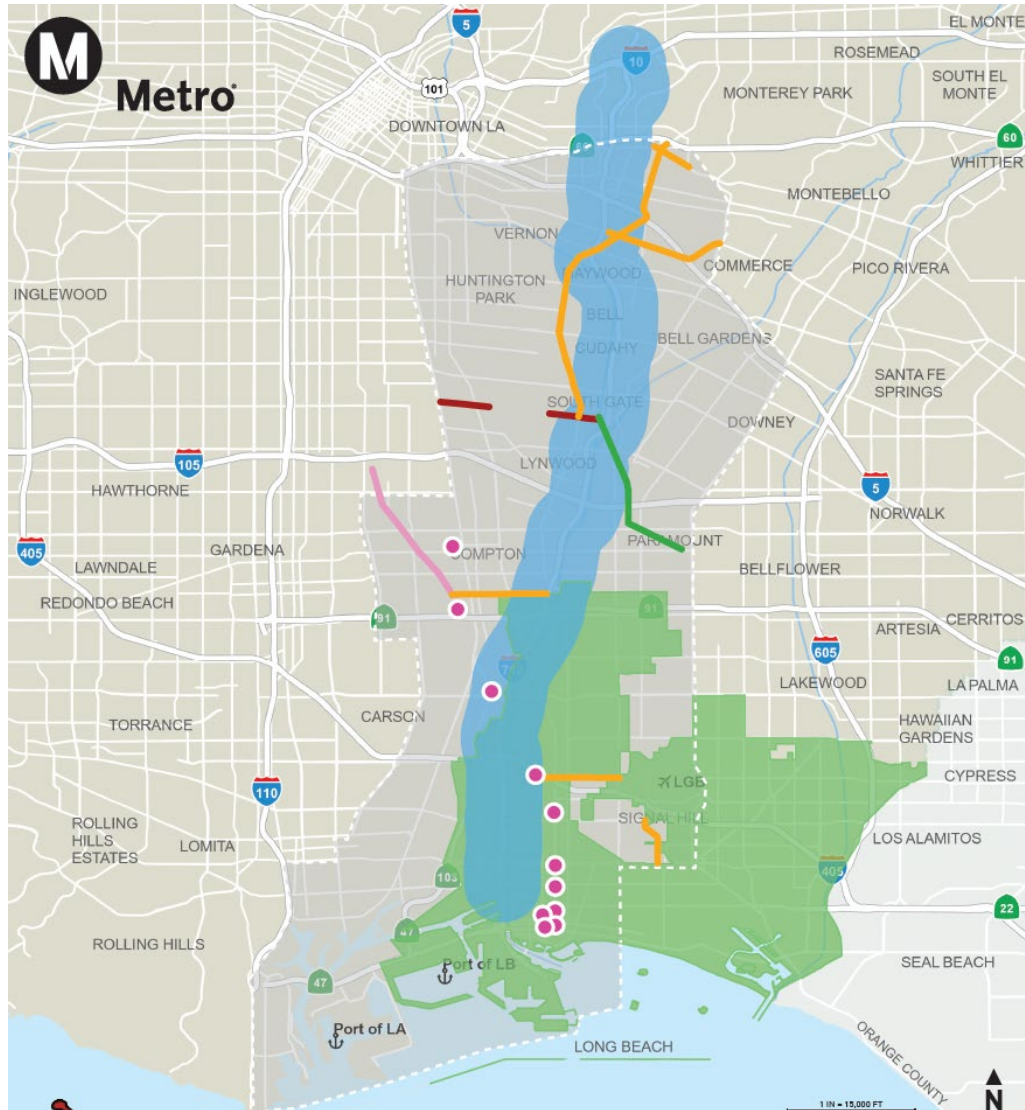 M
Metro
5
EL MONTE
ROSEMEAD
10
SOUTH EL
MONTE
MONTEREY PARK
101
DOWNTOWN LA
60
60
WHITTIER
MONTEBELLO
VERNON
COMMERCE
PICO RIVERA
MAYWOOD
HUNTINGTON
PARK
INGLEWOOD
BELL
BELL GARDENS
CUDAHY
SANTA FE
SPRINGS
SOUTH GATE
DOWNEY
LYNWOOD
105
HAWTHORNE
5
NORWALK
PARAMOUNT
405
GARDENA
COMPTON
LAWNDALE
BELLFLOWER
REDONDO BEACH
91
91
CERRITOS
ARTESIA
605
91
LAKEWOOD
LA PALMA
CARSON
TORRANCE
HAWAIIAN
GARDENS
CYPRESS
LGB
110
SIGNAL HILL
ROLLING
HILLS
ESTATES
LOMITA
LOS ALAMITOS
405
103
22
47
ROLLING HILLS
Port of LB
SEAL BEACH
47
Port of LA
LONG BEACH
ORANGE COUNTY
1 IN = 15,000 FT
N